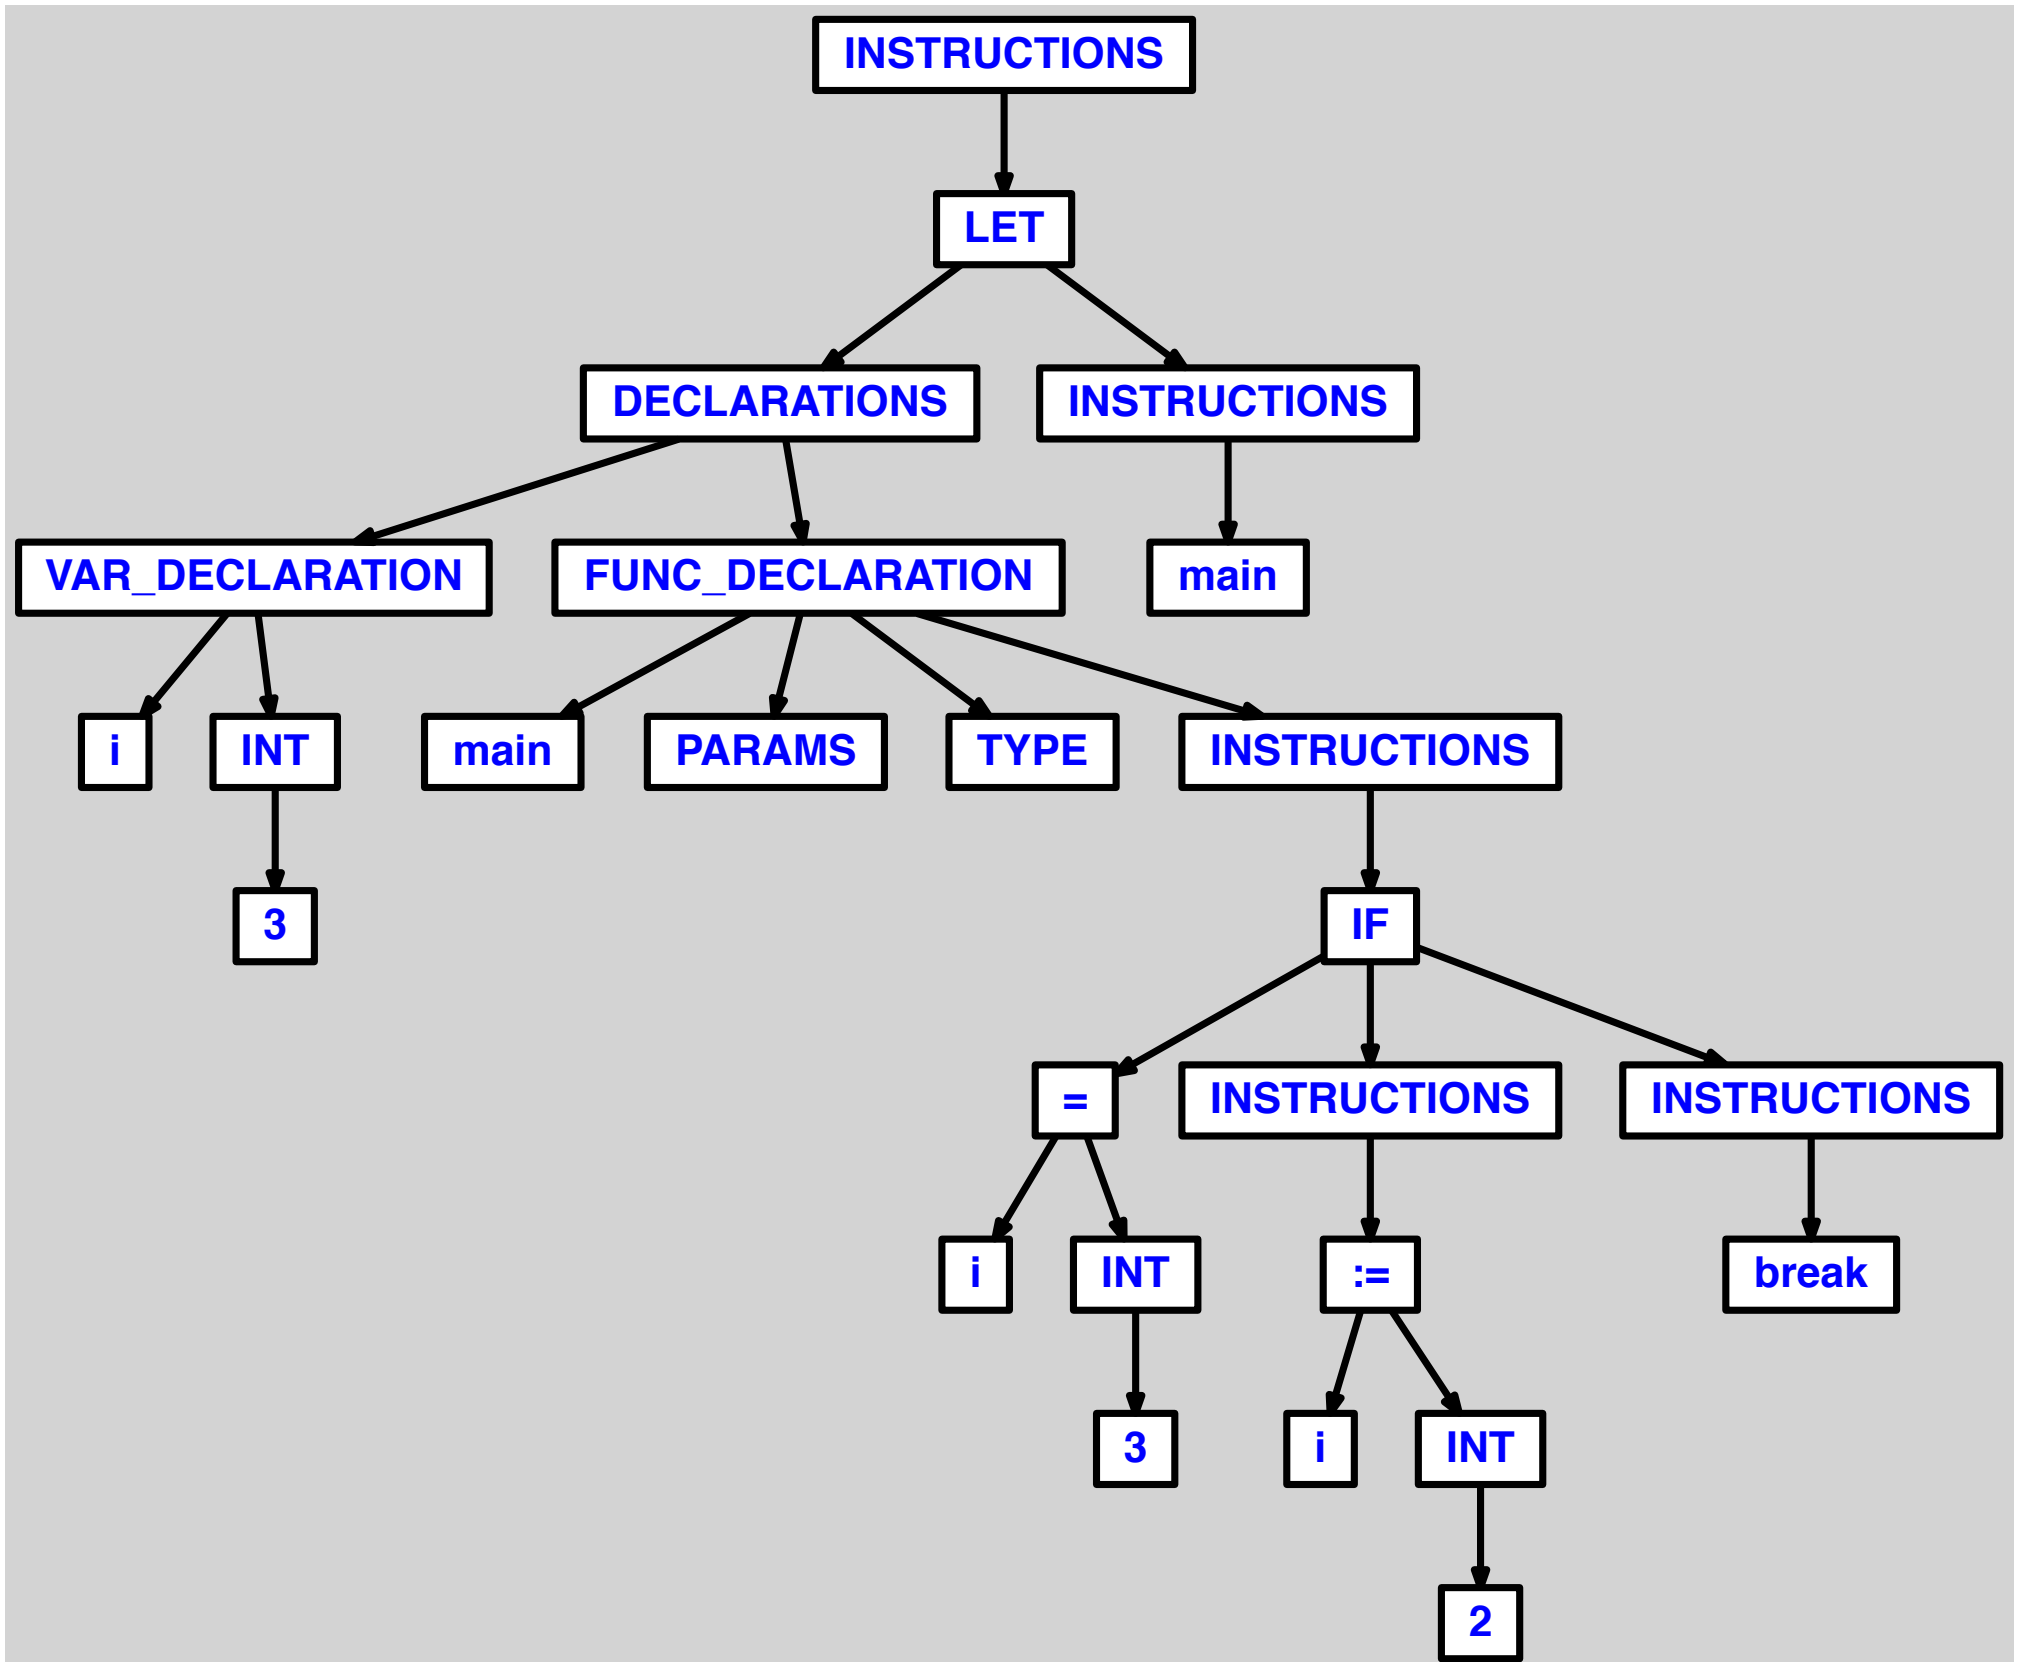 INSTRUCTIONS
LET
DECLARATIONS
INSTRUCTIONS
VAR_DECLARATION
FUNC_DECLARATION
main
i
INT
main
PARAMS
TYPE
INSTRUCTIONS
3
IF
=
INSTRUCTIONS
INSTRUCTIONS
i
INT
:=
break
3
i
INT
2